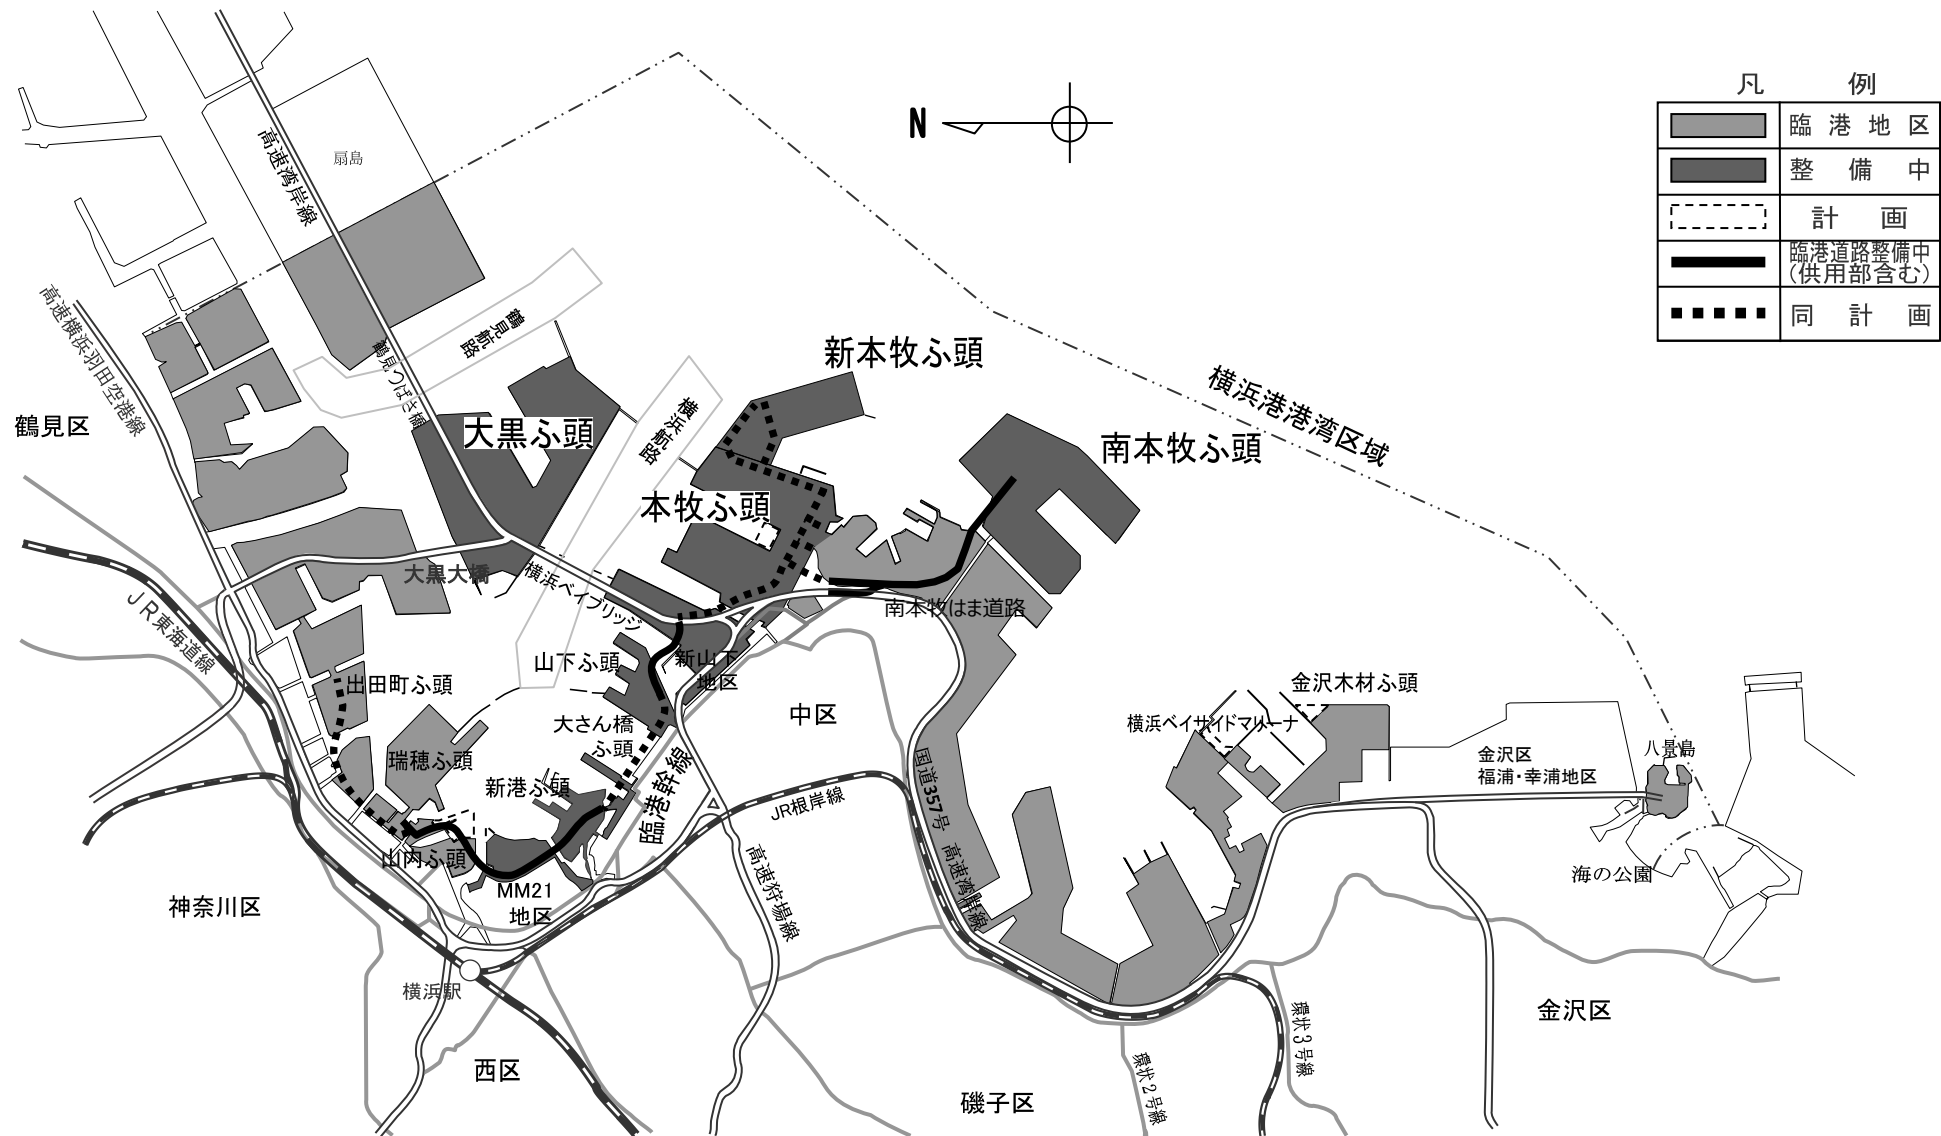 凡 例
臨港地区
整備中
計画
臨港道路整備中
(供用部含む)
同計画
N
高速湾岸線
扇島
高速横浜羽田空港線
鶴見航路
鶴見つばさ橋
鶴見区
大黒ふ頭
横浜航路
新本牧ふ頭
横浜港港湾区域
南本牧ふ頭
本牧ふ頭
大黒大橋
横浜ベイブリッジ
南本牧はま道路
JR東海道線
山下ふ頭
新山下
地区
出田町ふ頭
中区
大さん橋
ふ頭
瑞穂ふ頭
新港ふ頭
臨港幹線
国道357号
JR根岸線
山内ふ頭
MM21
地区
高速狩場線
高速湾岸線
金沢木材ふ頭
横浜ベイサイドマリーナ
金沢区
福浦・幸浦地区
八景島
海の公園
神奈川区
横浜駅
西区
磯子区
環状2号線
環状3号線
金沢区